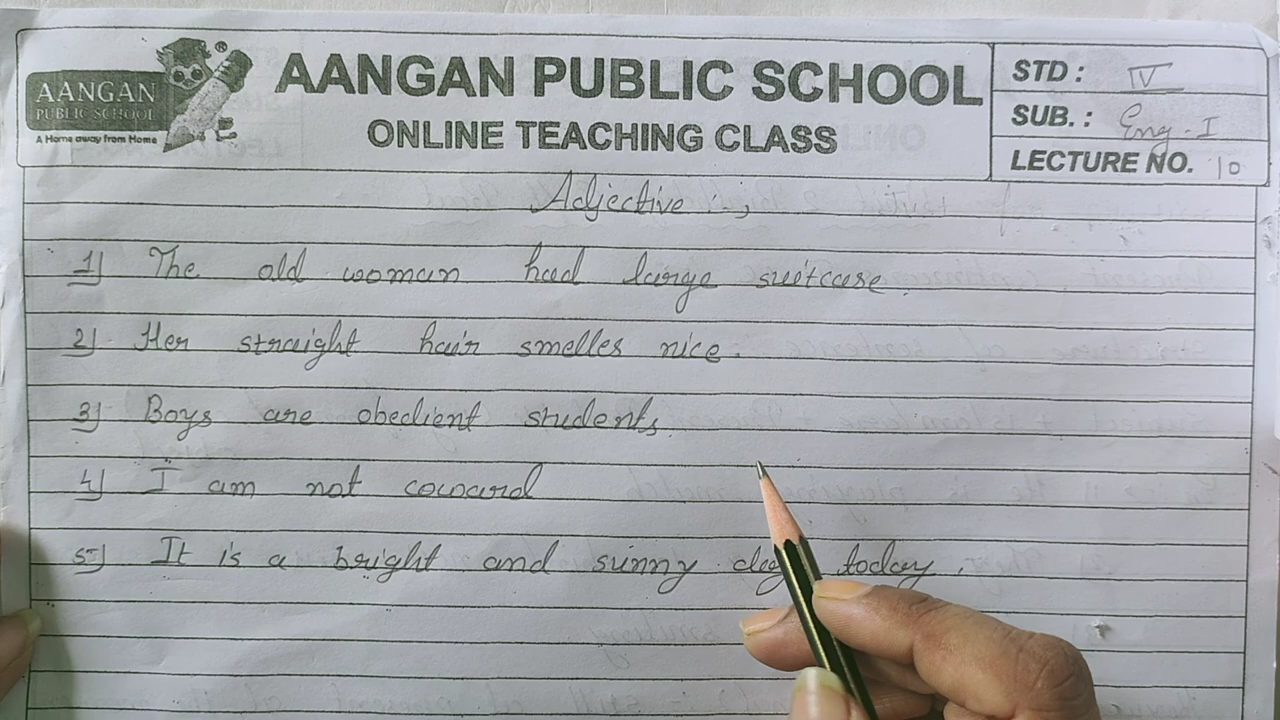 AANGAN
PUBLIC SCHOOL
A Home away from Home
AANGAN PUBLIC SCHOOL
ONLINE TEACHING CLASS
STD : IV
SUB. : Eng - I
LECTURE NO. 10
Adjective :;
1) The old woman had large suitcase.
2) Her straight hair smelles nice.
3) Boys are obedient students.
4) I am not coward
5) It is a bright and sunny day today.